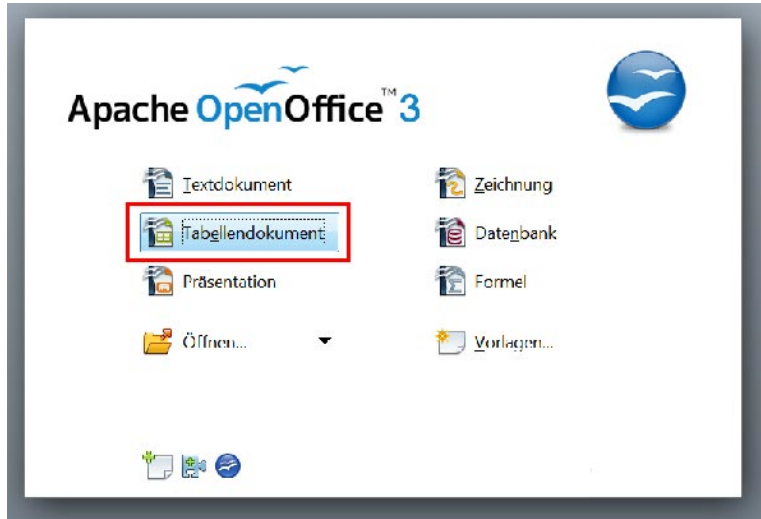 Apache OpenOffice™ 3
Textdokument
Zeichnung
Tabellendokument
Datenbank
Präsentation
Formel
Öffnen...
Vorlagen...